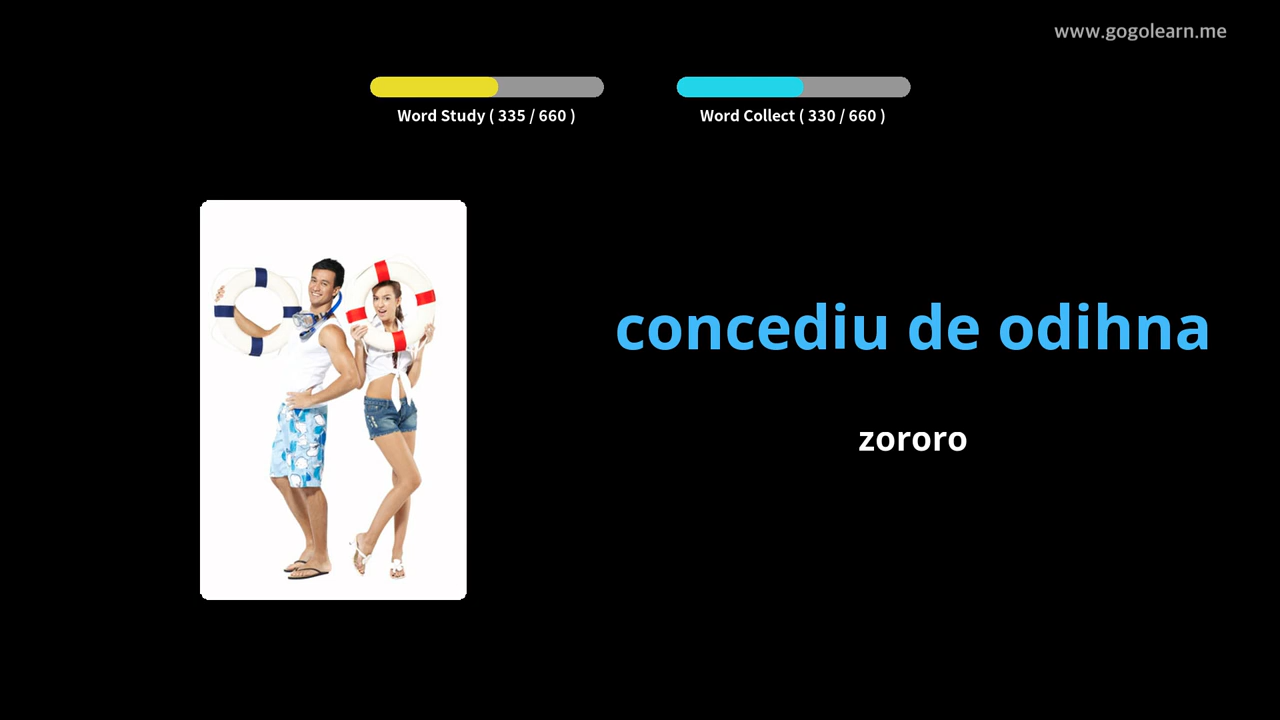 www.gogolearn.me
Word Study ( 335 / 660 )
Word Collect ( 330 / 660 )
concediu de odihna
zororo